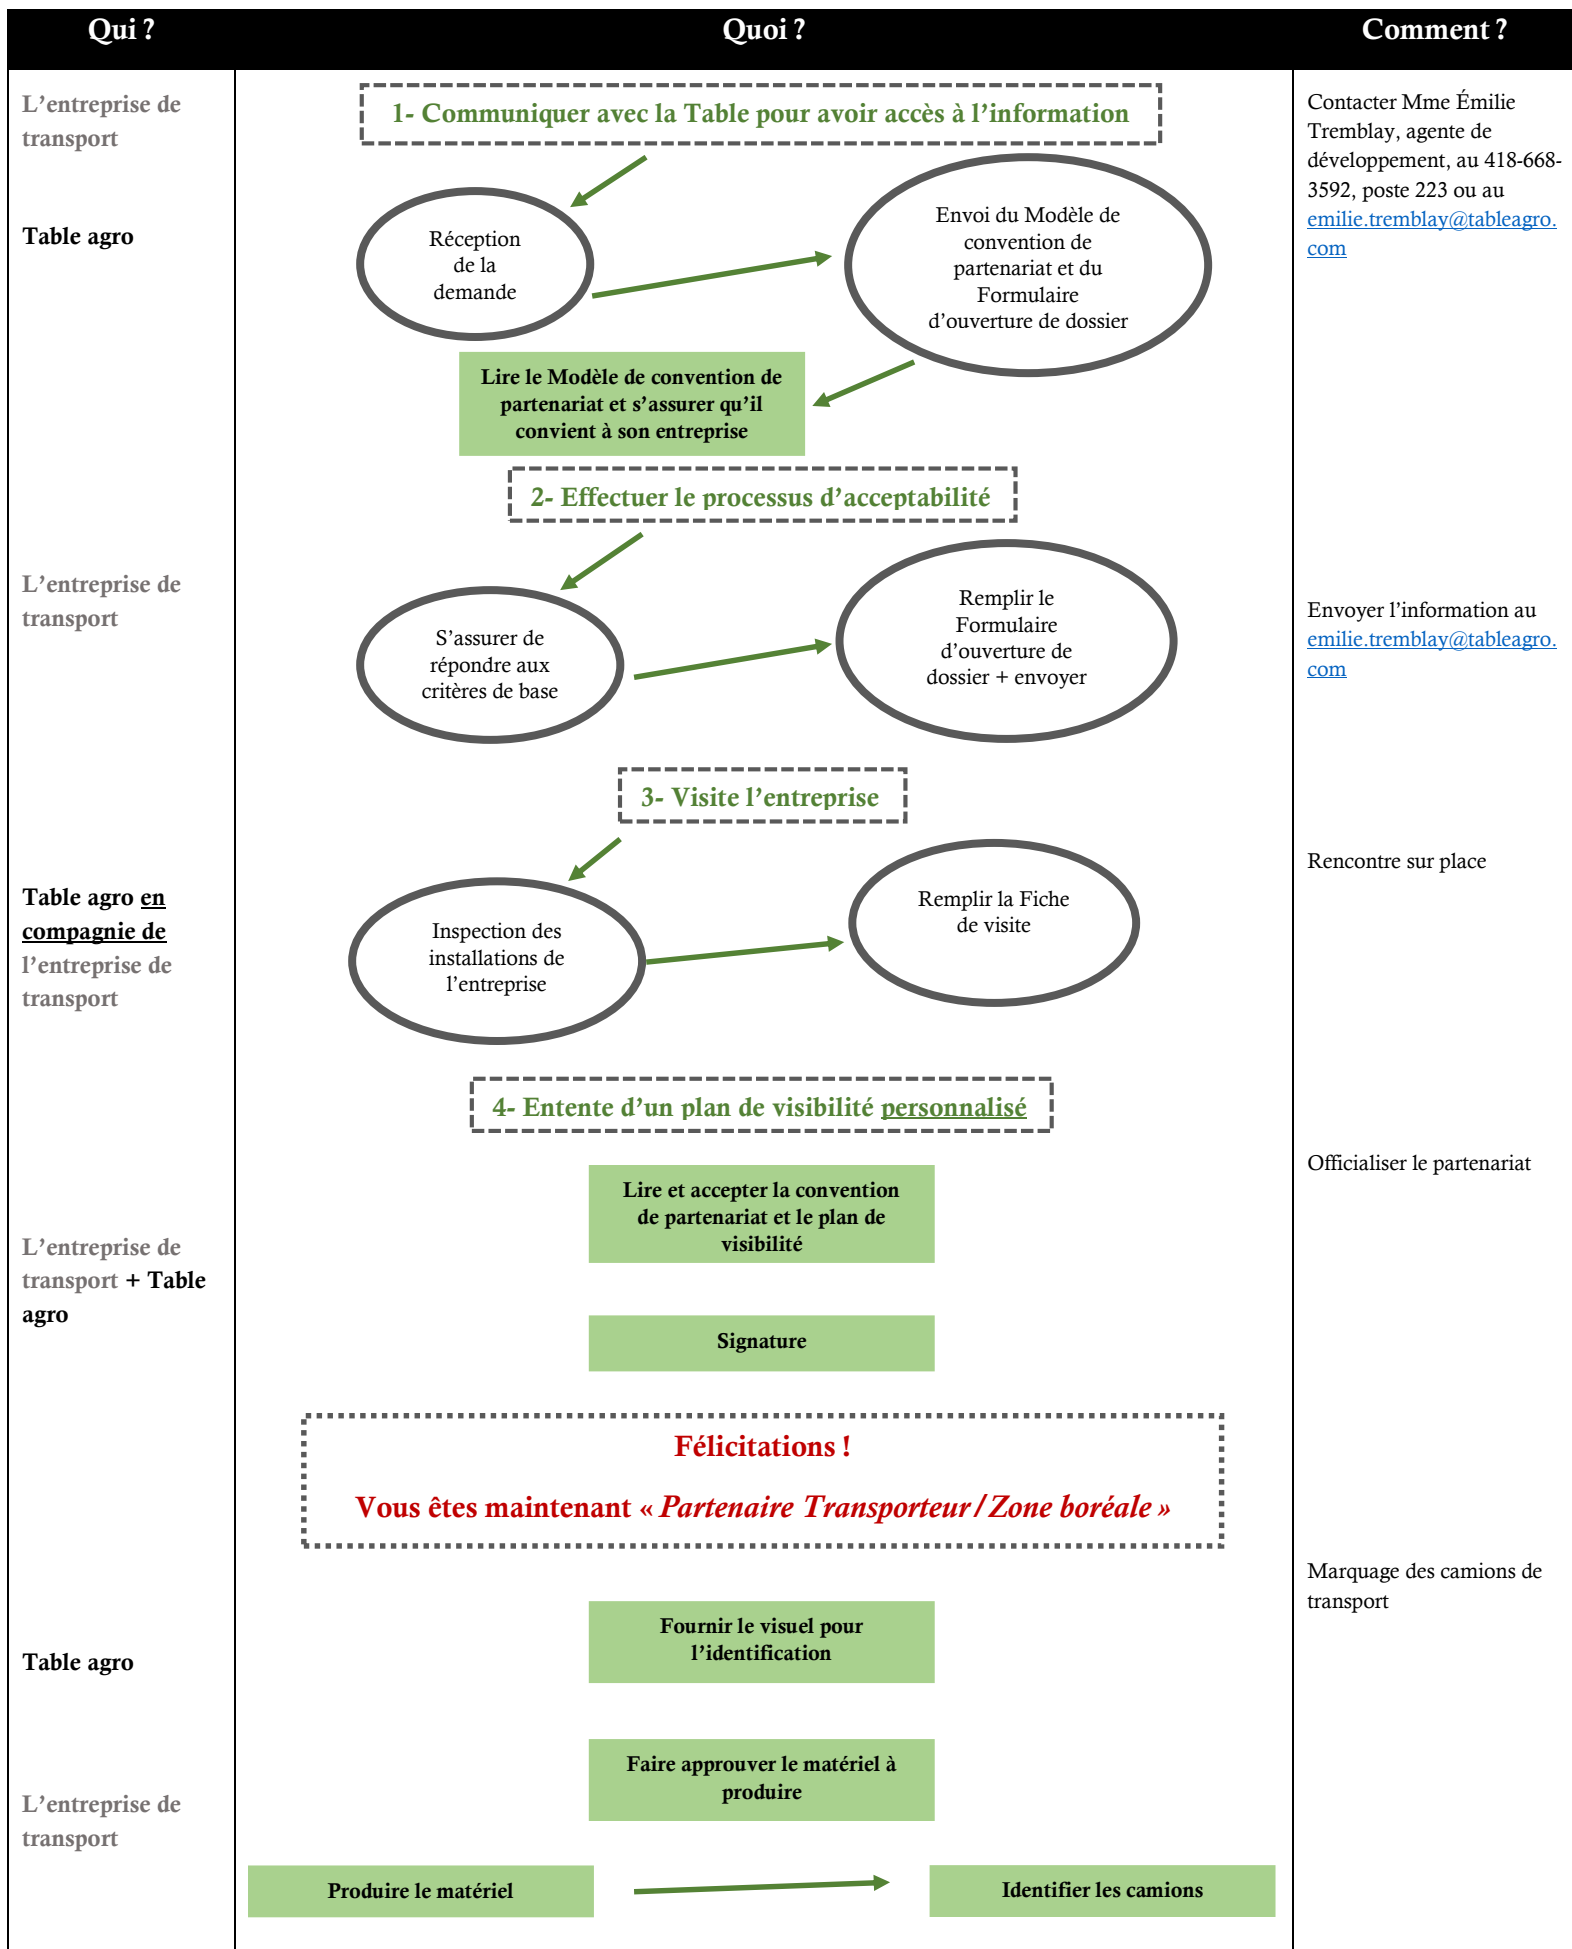 Qui ?
Quoi ?
Comment ?
L’entreprise de
transport
1- Communiquer avec la Table pour avoir accès à l’information
Contacter Mme Émilie
Tremblay, agente de
développement, au 418-668-
3592, poste 223 ou au
emilie.tremblay@tableagro.
com
Table agro
Réception
de la
demande
Envoi du Modèle de
convention de
partenariat et du
Formulaire
d’ouverture de dossier
Lire le Modèle de convention de
partenariat et s’assurer qu’il
convient à son entreprise
2- Effectuer le processus d’acceptabilité
L’entreprise de
transport
S’assurer de
répondre aux
critères de base
Remplir le
Formulaire
d’ouverture de
dossier + envoyer
Envoyer l’information au
emilie.tremblay@tableagro.
com
3- Visite l’entreprise
Rencontre sur place
Table agro en
compagnie de
l’entreprise de
transport
Inspection des
installations de
l’entreprise
Remplir la Fiche
de visite
4- Entente d’un plan de visibilité personnalisé
Officialiser le partenariat
Lire et accepter la convention
de partenariat et le plan de
visibilité
L’entreprise de
transport + Table
agro
Signature
Félicitations !
Vous êtes maintenant « Partenaire Transporteur/Zone boréale »
Marquage des camions de
transport
Table agro
Fournir le visuel pour
l’identification
Faire approuver le matériel à
produire
L’entreprise de
transport
Produire le matériel
Identifier les camions